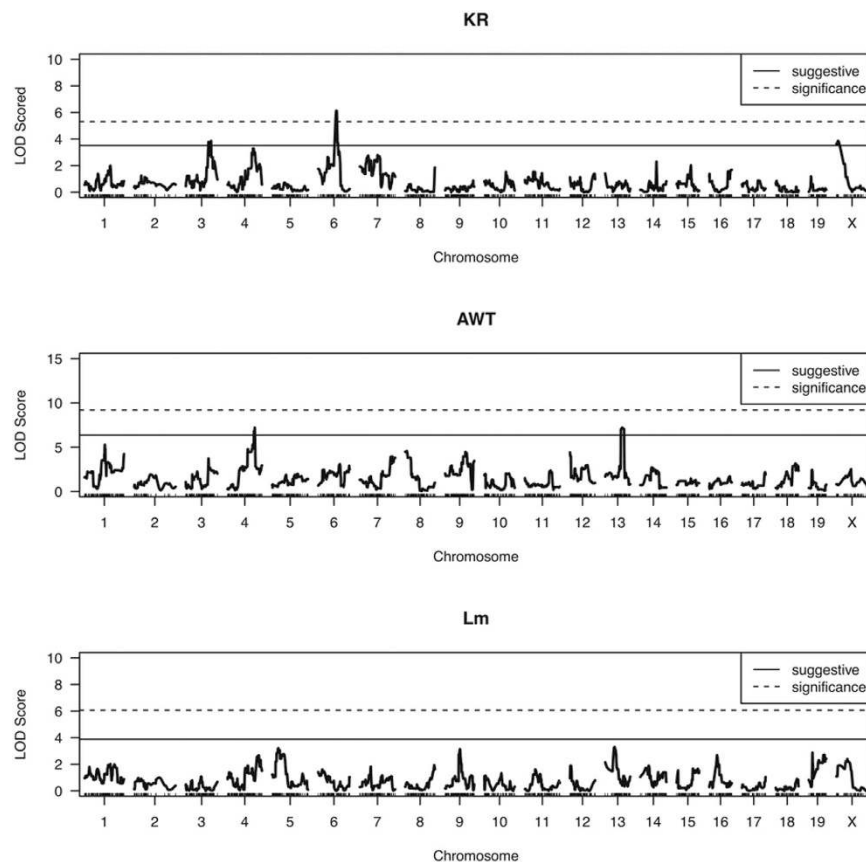 KR
10
8
6
4
2
0
LOD Scored
suggestive
significance
1 2 3 4 5 6 7 8 9 10 11 12 13 14 15 16 17 18 19 X
Chromosome
AWT
15
10
5
0
LOD Score
suggestive
significance
1 2 3 4 5 6 7 8 9 10 11 12 13 14 15 16 17 18 19 X
Chromosome
Lm
10
8
6
4
2
0
LOD Score
suggestive
significance
1 2 3 4 5 6 7 8 9 10 11 12 13 14 15 16 17 18 19 X
Chromosome